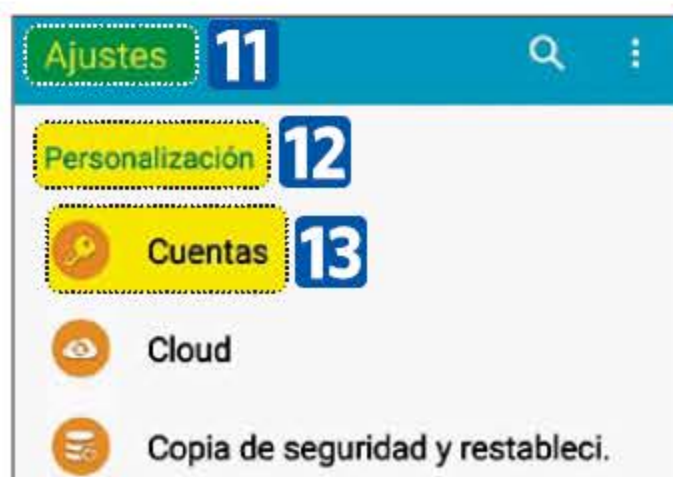 Ajustes 11
Personalización 12
Cuentas 13
Cloud
Copia de seguridad y restableci.